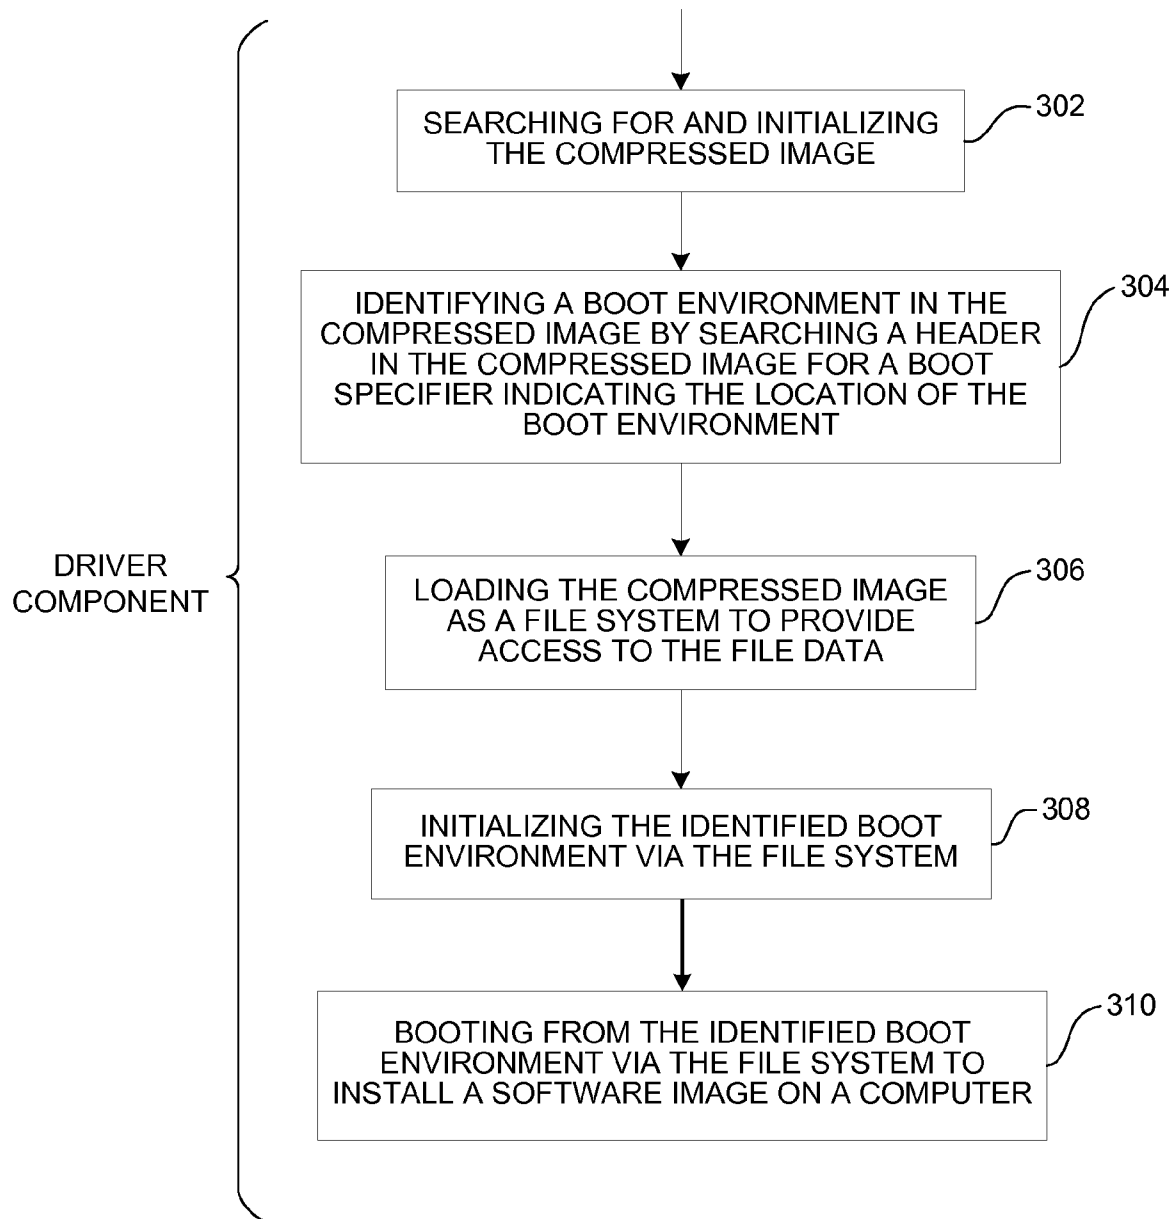 SEARCHING FOR AND INITIALIZING
THE COMPRESSED IMAGE
302
IDENTIFYING A BOOT ENVIRONMENT IN THE
COMPRESSED IMAGE BY SEARCHING A HEADER
IN THE COMPRESSED IMAGE FOR A BOOT
SPECIFIER INDICATING THE LOCATION OF THE
BOOT ENVIRONMENT
304
DRIVER
COMPONENT
LOADING THE COMPRESSED IMAGE
AS A FILE SYSTEM TO PROVIDE
ACCESS TO THE FILE DATA
306
INITIALIZING THE IDENTIFIED BOOT
ENVIRONMENT VIA THE FILE SYSTEM
308
BOOTING FROM THE IDENTIFIED BOOT
ENVIRONMENT VIA THE FILE SYSTEM TO
INSTALL A SOFTWARE IMAGE ON A COMPUTER
310